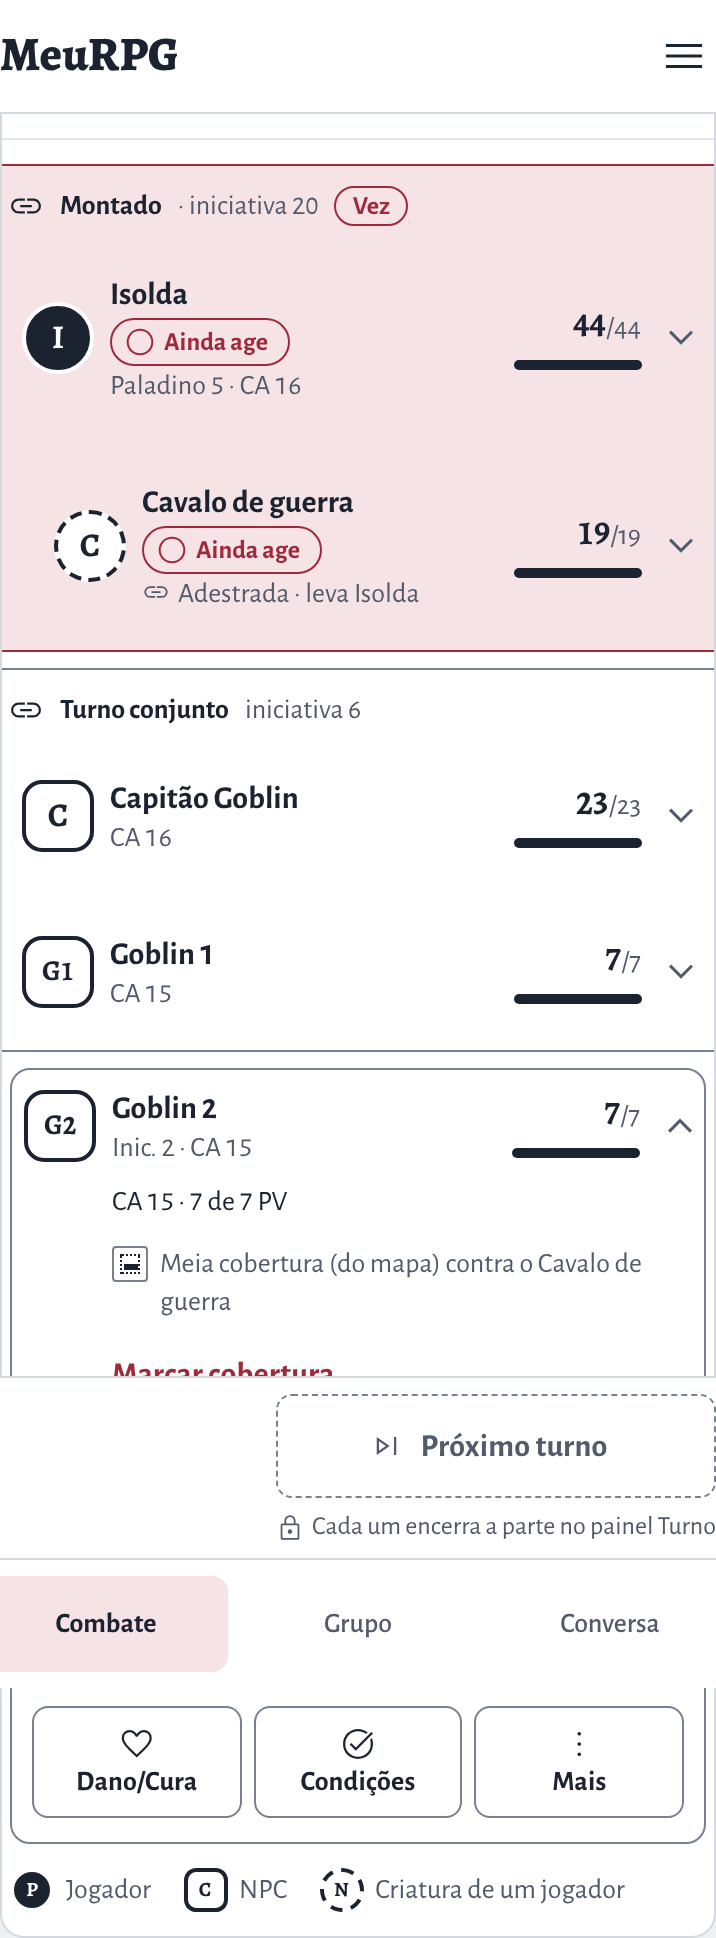 MeuRPG
Montado · iniciativa 20 Vez
Isolda
I
Ainda age
44/44
Paladino 5 · CA 16
Cavalo de guerra
C
Ainda age
19/19
Adestrada · leva Isolda
Turno conjunto iniciativa 6
C
Capitão Goblin
23/23
CA 16
G1
Goblin 1
7/7
CA 15
G2
Goblin 2
7/7
Inic. 2 · CA 15
CA 15 · 7 de 7 PV
Meia cobertura (do mapa) contra o Cavalo de
guerra
Marcar cobertura
Próximo turno
Cada um encerra a parte no painel Turno
Combate Grupo Conversa
Dano/Cura Condições Mais
P Jogador C NPC N Criatura de um jogador